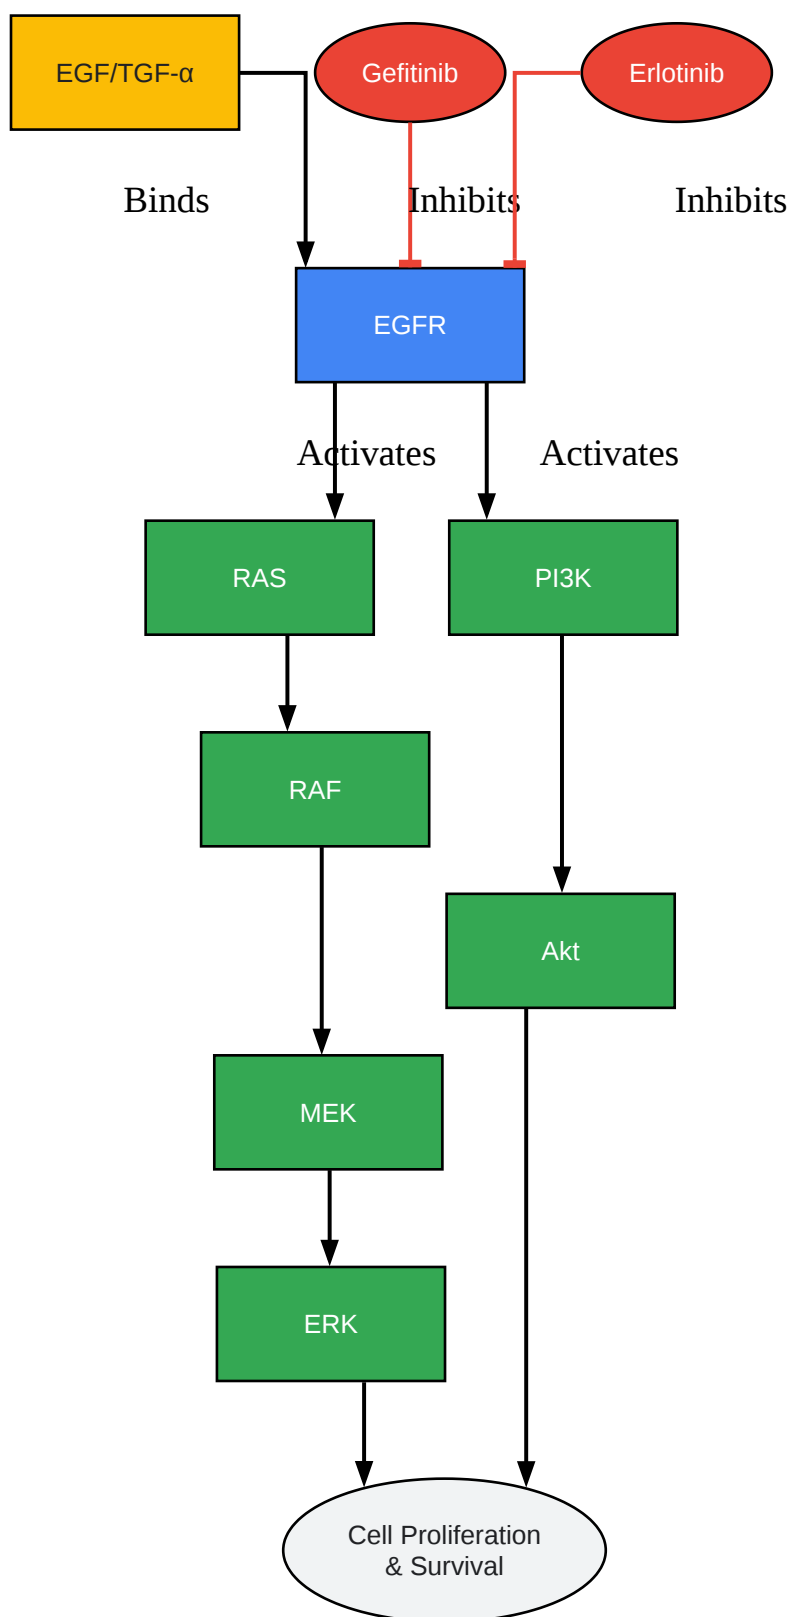 EGF/TGF-α
Gefitinib
Erlotinib
Binds
Inhibits
Inhibits
EGFR
Activates
Activates
RAS
PI3K
RAF
Akt
MEK
ERK
Cell Proliferation
& Survival